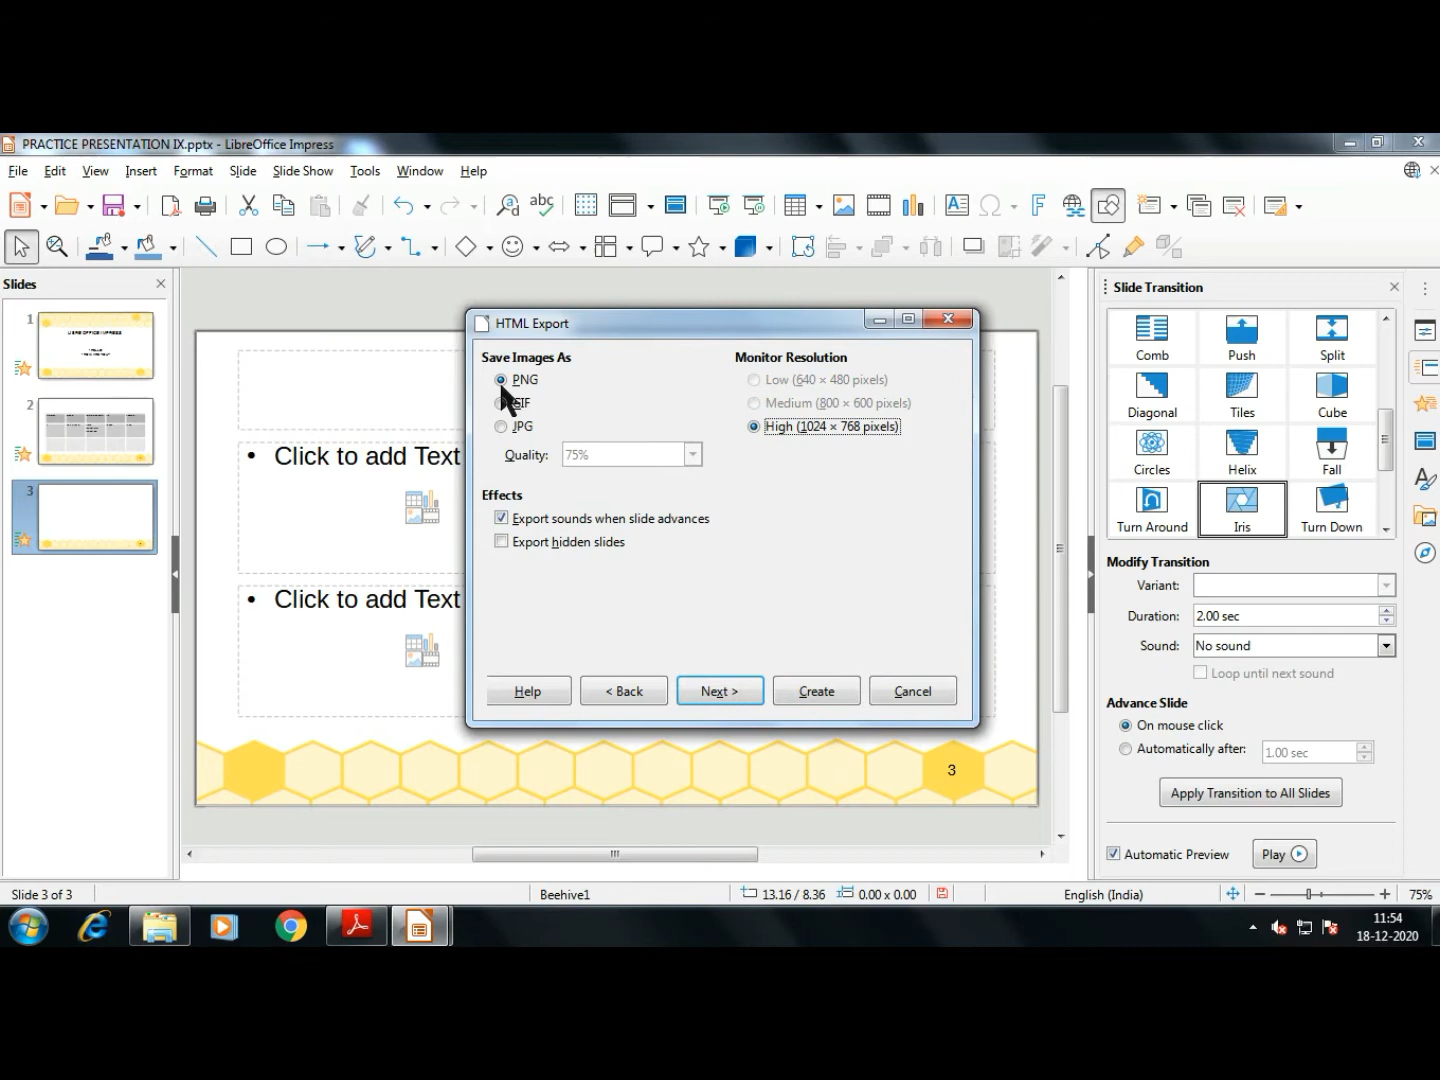 PRACTICE PRESENTATION IX.pptx - LibreOffice Impress
File Edit View Insert Format Slide Slide Show Tools Window Help
Slides
1
LIBRE OFFICE IMPRESS
2
3
Click to add Text
Click to add Text
3
HTML Export
Save Images As
PNG
GIF
JPG
Quality: 75%
Monitor Resolution
Low (640 × 480 pixels)
Medium (800 × 600 pixels)
High (1024 × 768 pixels)
Effects
Export sounds when slide advances
Export hidden slides
Help < Back Next > Create Cancel
Slide Transition
Comb Push Split
Diagonal Tiles Cube
Circles Helix Fall
Turn Around Iris Turn Down
Modify Transition
Variant:
Duration: 2.00 sec
Sound: No sound
Loop until next sound
Advance Slide
On mouse click
Automatically after: 1.00 sec
Apply Transition to All Slides
Automatic Preview Play
Slide 3 of 3 Beehive1 13.16 / 8.36 0.00 x 0.00 English (India) 75%
11:54
18-12-2020